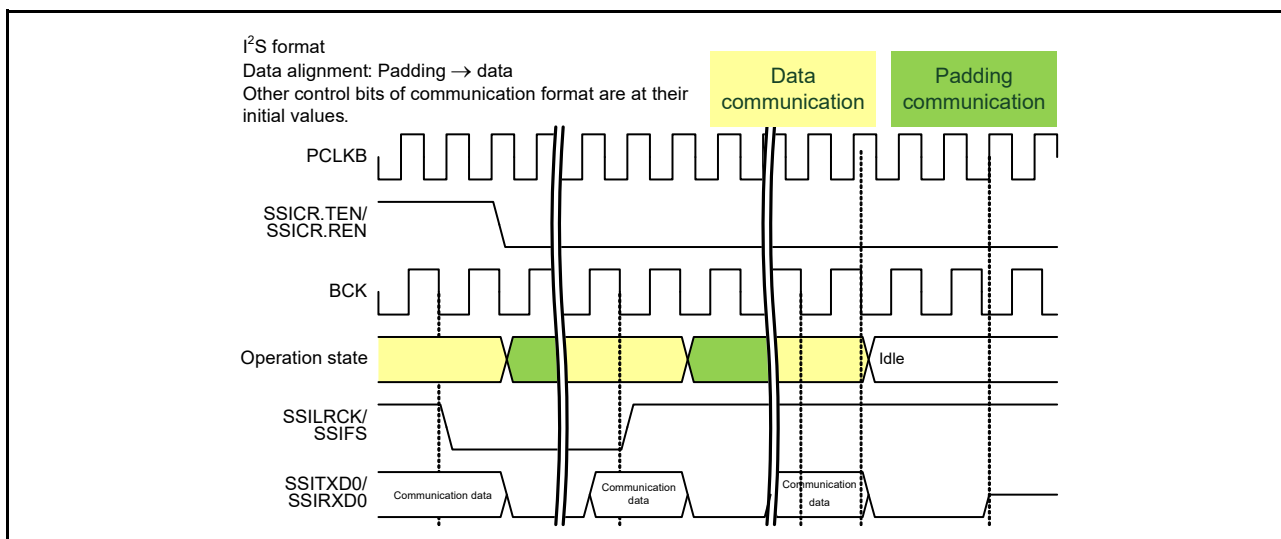 I²S format
Data alignment: Padding → data
Other control bits of communication format are at their
initial values.
Data
communication
Padding
communication
PCLKB
SSICR.TEN/
SSICR.REN
BCK
Operation state
Idle
SSILRCK/
SSIFS
SSITXD0/
SSIRXD0
Communication data
Communication
data
Communication
data